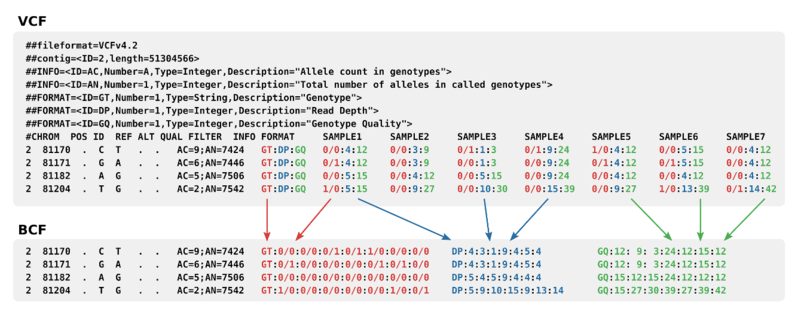 VCF
##fileformat=VCFv4.2
##contig=<ID=2,length=51304566>
##INFO=<ID=AC,Number=A,Type=Integer,Description="Allele count in genotypes">
##INFO=<ID=AN,Number=1,Type=Integer,Description="Total number of alleles in called genotypes">
##FORMAT=<ID=GT,Number=1,Type=String,Description="Genotype">
##FORMAT=<ID=DP,Number=1,Type=Integer,Description="Read Depth">
##FORMAT=<ID=GQ,Number=1,Type=Integer,Description="Genotype Quality">
#CHROM POS ID REF ALT QUAL FILTER INFO FORMAT SAMPLE1 SAMPLE2 SAMPLE3 SAMPLE4 SAMPLE5 SAMPLE6 SAMPLE7
2 81170 . C T . . AC=9;AN=7424 GT:DP:GQ 0/0:4:12 0/0:3:9 0/1:1:3 0/1:9:24 1/0:4:12 0/0:5:15 0/0:4:12
2 81171 . G A . . AC=6;AN=7446 GT:DP:GQ 0/1:4:12 0/0:3:9 0/0:1:3 0/0:9:24 0/1:4:12 0/1:5:15 0/0:4:12
2 81182 . A G . . AC=5;AN=7506 GT:DP:GQ 0/0:5:15 0/0:4:12 0/0:5:15 0/0:9:24 0/0:4:12 0/0:4:12 0/0:4:12
2 81204 . T G . . AC=2;AN=7542 GT:DP:GQ 1/0:5:15 0/0:9:27 0/0:10:30 0/0:15:39 0/0:9:27 1/0:13:39 0/1:14:42
BCF
2 81170 . C T . . AC=9;AN=7424 GT:0/0:0/0:0/1:0/1:1/0:0/0:0/0 DP:4:3:1:9:4:5:4 GQ:12: 9: 3:24:12:15:12
2 81171 . G A . . AC=6;AN=7446 GT:0/1:0/0:0/0:0/0:0/1:0/1:0/0 DP:4:3:1:9:4:5:4 GQ:12: 9: 3:24:12:15:12
2 81182 . A G . . AC=5;AN=7506 GT:0/0:0/0:0/0:0/0:0/0:0/0:0/0 DP:5:4:5:9:4:4:4 GQ:15:12:15:24:12:12:12
2 81204 . T G . . AC=2;AN=7542 GT:1/0:0/0:0/0:0/0:0/0:1/0:0/1 DP:5:9:10:15:9:13:14 GQ:15:27:30:39:27:39:42